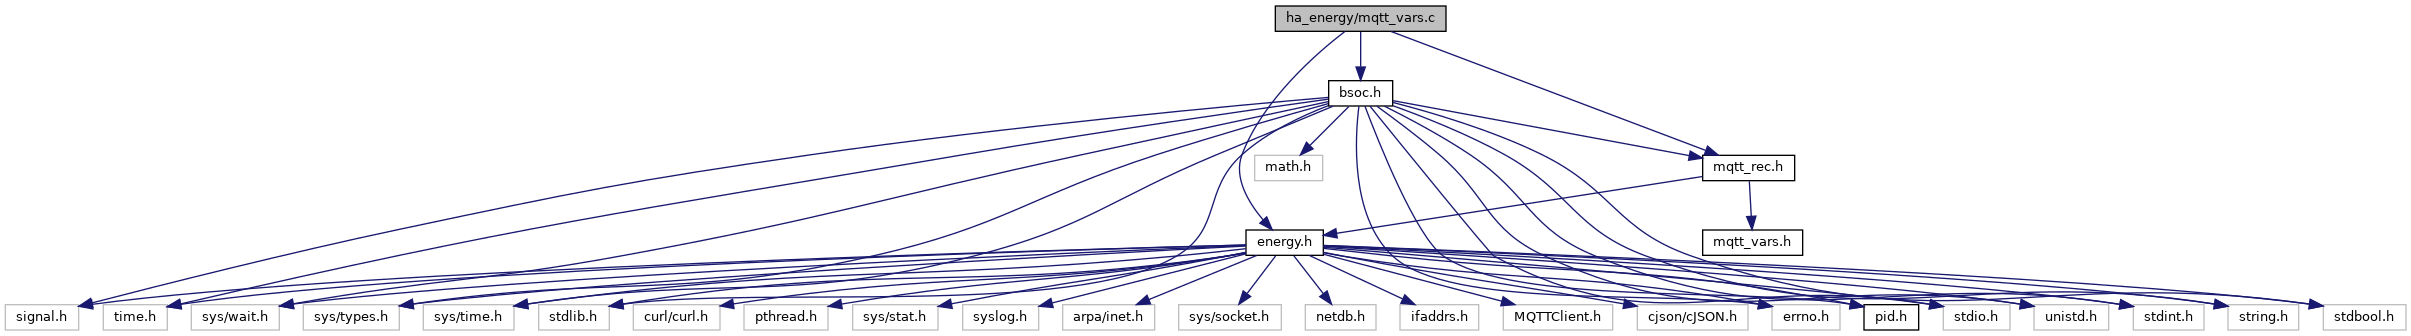 ha_energy/mqtt_vars.c
bsoc.h
math.h
mqtt_rec.h
energy.h
mqtt_vars.h
signal.h
time.h
sys/wait.h
sys/types.h
sys/time.h
stdlib.h
curl/curl.h
pthread.h
sys/stat.h
syslog.h
arpa/inet.h
sys/socket.h
netdb.h
ifaddrs.h
MQTTClient.h
cjson/cJSON.h
errno.h
pid.h
stdio.h
unistd.h
stdint.h
string.h
stdbool.h